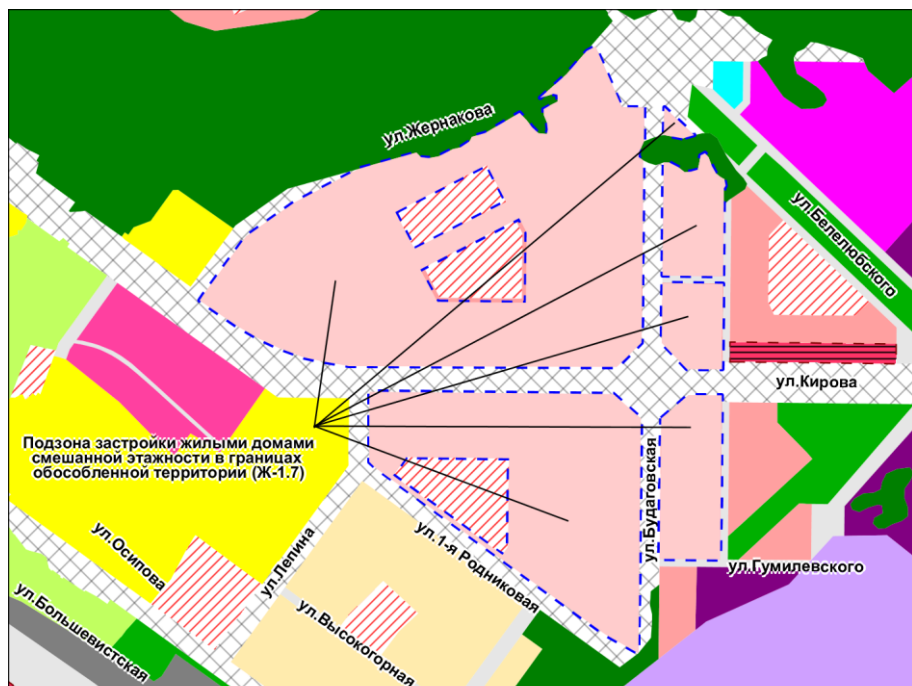 ул.Жернакова
ул.Белелюбского
ул.Кирова
Подзона застройки жилыми домами
смешанной этажности в границах
обособленной территории (Ж-1.7)
ул.Будаговская
ул.1-я Родниковая
ул.Гумилевского
ул.Осипова
ул.Лепина
ул.Высокогорная
ул.Большевистская